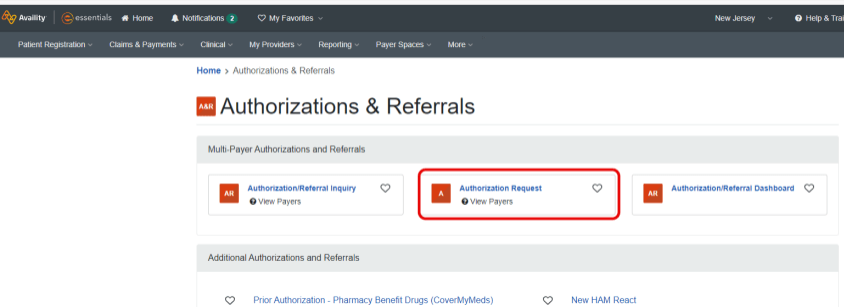 Availity essentials Home Notifications 2 My Favorites New Jersey Help & Trai
Patient Registration Claims & Payments Clinical My Providers Reporting Payer Spaces More
Home > Authorizations & Referrals
A&R Authorizations & Referrals
Multi-Payer Authorizations and Referrals
AR Authorization/Referral Inquiry
View Payers
A Authorization Request
View Payers
AR Authorization/Referral Dashboard
Additional Authorizations and Referrals
Prior Authorization - Pharmacy Benefit Drugs (CoverMyMeds) New HAM React